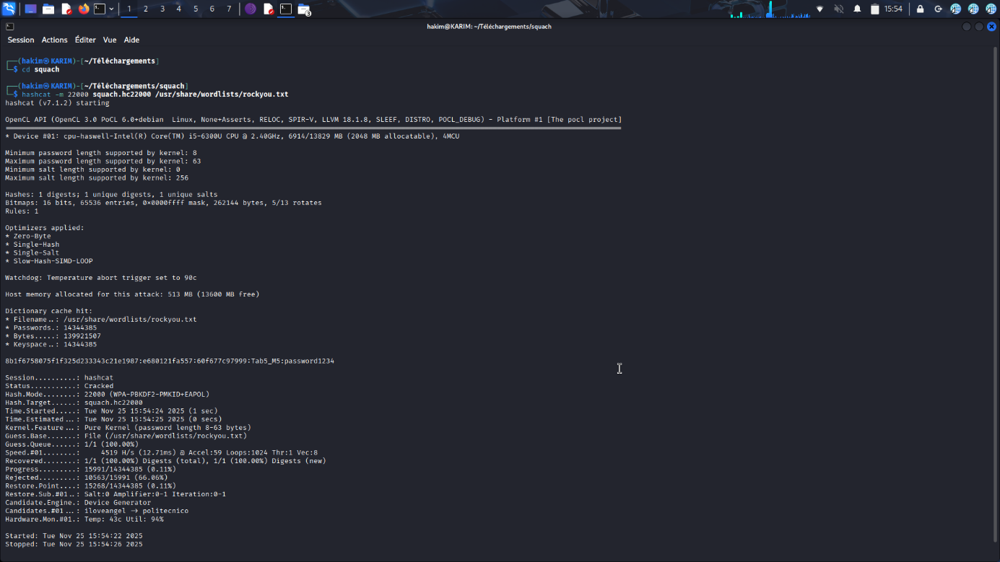 1 2 3 4 5 6 7 3 15:54
hakim@KARIM: ~/Téléchargements/squach
Session Actions Éditer Vue Aide
┌──(hakim㉿KARIM)-[~/Téléchargements]
└─$ cd squach
┌──(hakim㉿KARIM)-[~/Téléchargements/squach]
└─$ hashcat -m 22000 squach.hc22000 /usr/share/wordlists/rockyou.txt
hashcat (v7.1.2) starting
OpenCL API (OpenCL 3.0 PoCL 6.0+debian  Linux, None+Asserts, RELOC, SPIR-V, LLVM 18.1.8, SLEEF, DISTRO, POCL_DEBUG) - Platform #1 [The pocl project]
====================================================================================================================================================
* Device #01: cpu-haswell-Intel(R) Core(TM) i5-6300U CPU @ 2.40GHz, 6914/13829 MB (2048 MB allocatable), 4MCU
Minimum password length supported by kernel: 8
Maximum password length supported by kernel: 63
Minimum salt length supported by kernel: 0
Maximum salt length supported by kernel: 256
Hashes: 1 digests; 1 unique digests, 1 unique salts
Bitmaps: 16 bits, 65536 entries, 0x0000ffff mask, 262144 bytes, 5/13 rotates
Rules: 1
Optimizers applied:
* Zero-Byte
* Single-Hash
* Single-Salt
* Slow-Hash-SIMD-LOOP
Watchdog: Temperature abort trigger set to 90c
Host memory allocated for this attack: 513 MB (13600 MB free)
Dictionary cache hit:
* Filename..: /usr/share/wordlists/rockyou.txt
* Passwords.: 14344385
* Bytes.....: 139921507
* Keyspace..: 14344385
8b1f6758075f1f325d233343c21e1987:e680121fa557:60f677c97999:Tab5_M5:password1234
Session..........: hashcat
Status...........: Cracked
Hash.Mode........: 22000 (WPA-PBKDF2-PMKID+EAPOL)
Hash.Target......: squach.hc22000
Time.Started.....: Tue Nov 25 15:54:24 2025 (1 sec)
Time.Estimated...: Tue Nov 25 15:54:25 2025 (0 secs)
Kernel.Feature...: Pure Kernel (password length 8-63 bytes)
Guess.Base.......: File (/usr/share/wordlists/rockyou.txt)
Guess.Queue......: 1/1 (100.00%)
Speed.#01........:     4519 H/s (12.71ms) @ Accel:59 Loops:1024 Thr:1 Vec:8
Recovered........: 1/1 (100.00%) Digests (total), 1/1 (100.00%) Digests (new)
Progress.........: 15991/14344385 (0.11%)
Rejected.........: 10563/15991 (66.06%)
Restore.Point....: 15268/14344385 (0.11%)
Restore.Sub.#01..: Salt:0 Amplifier:0-1 Iteration:0-1
Candidate.Engine.: Device Generator
Candidates.#01...: iloveangel -> politecnico
Hardware.Mon.#01.: Temp: 43c Util: 94%
Started: Tue Nov 25 15:54:22 2025
Stopped: Tue Nov 25 15:54:26 2025